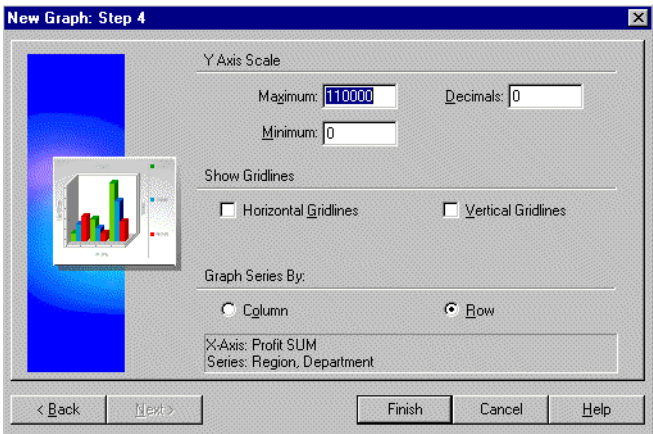 New Graph: Step 4
Y Axis Scale
Maximum: 110000 Decimals: 0
Minimum: 0
Show Gridlines
Horizontal Gridlines Vertical Gridlines
Graph Series By:
Column Row
X-Axis: Profit SUM
Series: Region, Department
< Back Next > Finish Cancel Help